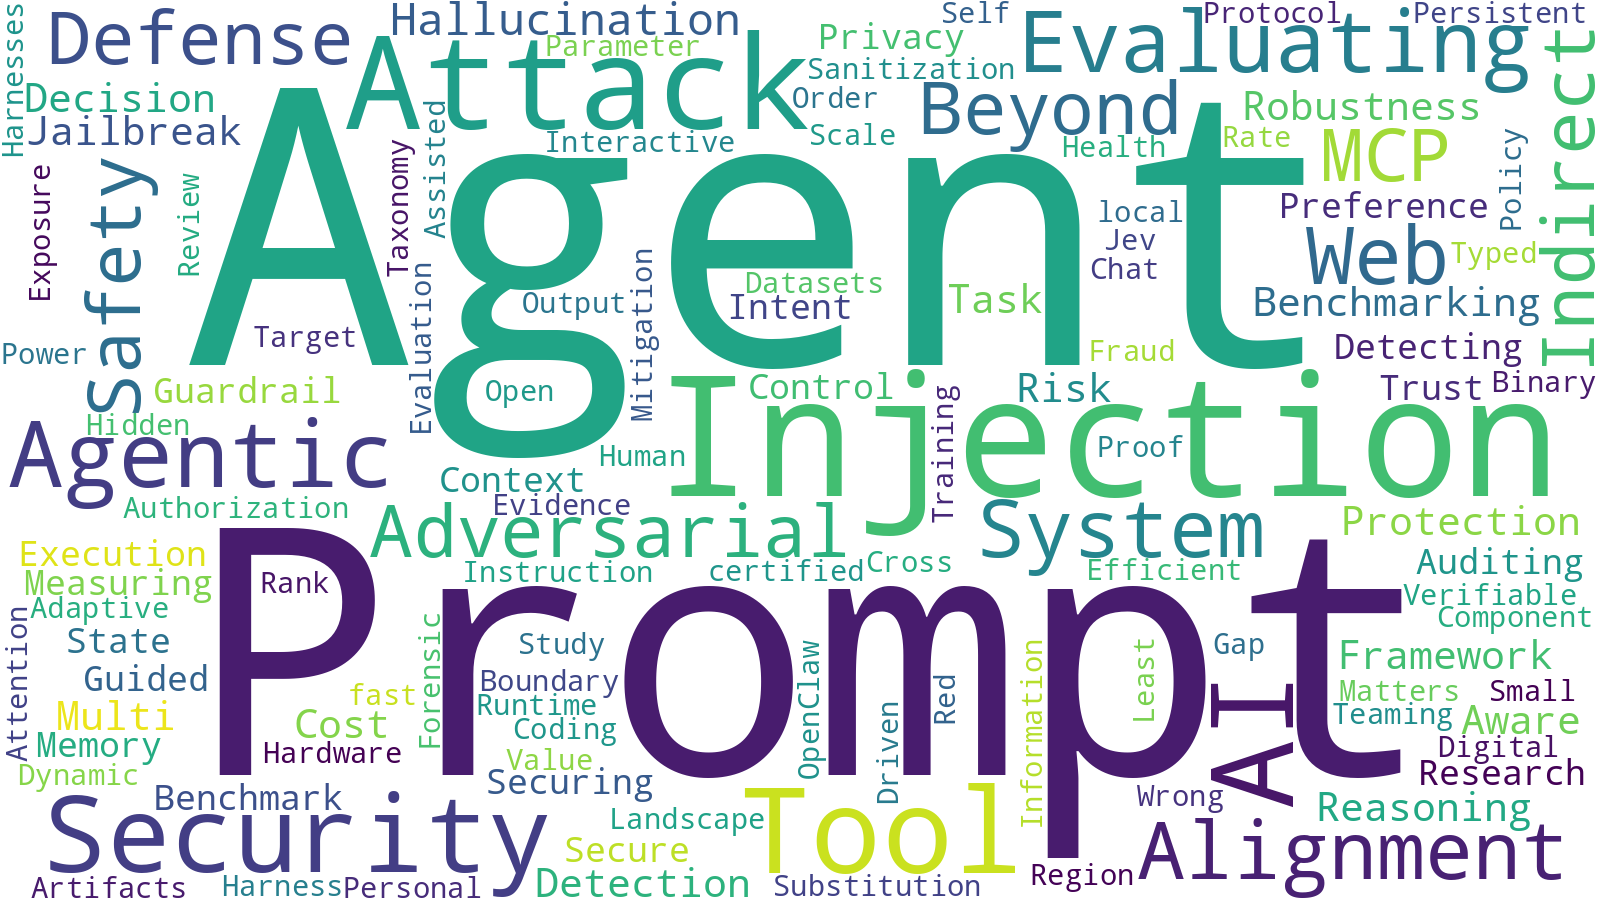 Harnesses
Defense
Hallucination
Attack
Parameter
Self
Privacy
Sanitization
Order
Scale
Evaluating
Protocol
Persistent
Decision
Jailbreak
Interactive
Beyond
Robustness
Rate
MCP
Health
Indirect
Policy
Safety
Exposure
Review
Agent
Taxonomy
Assisted
local
Jev
Chat
Preference
Web
Typed
Benchmarking
Datasets
Intent
Output
Task
Mitigation
Evaluation
Target
Power
Open
Fraud
Detecting
Trust
Binary
Guardrail
Hidden
Control
Risk
Injection
Training
Proof
Agentic
Human
Context
Evidence
Authorization
Adversarial
System
Protection
Execution
Measuring
Adaptive
Rank
Instruction
certified
Cross
Efficient
Auditing
Verifiable
Component
Attention
State
Guided
Prompt
Forensic
Study
Boundary
Runtime
Coding
Value
OpenClaw
Driven
Red
Information
Least
Gap
AI
Framework
Matters
Small
Teaming
Aware
Digital
Research
fast
Multi
Cost
Memory
Hardware
Dynamic
Securing
Benchmark
Security
Landscape
Secure
Tool
Wrong
Reasoning
Alignment
Artifacts
Harness
Personal
Detection
Substitution
Region